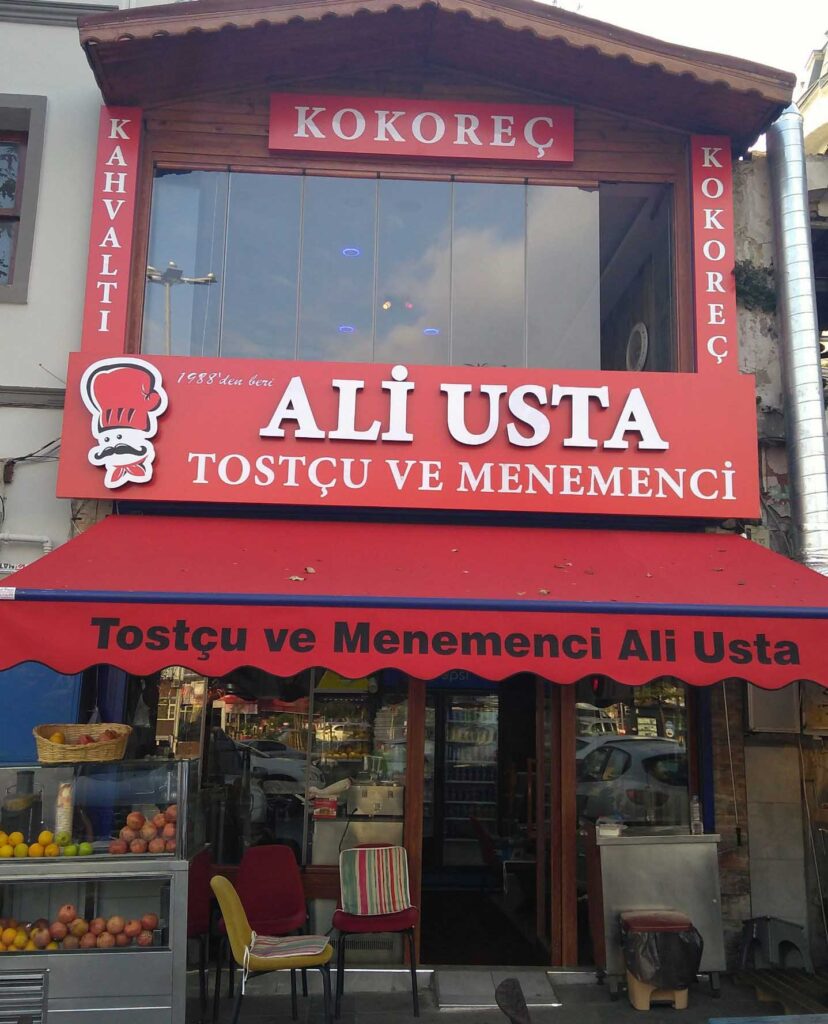 KOKOREÇ
KAHVALTI
KOKOREÇ
1988'den beri
ALİ USTA
TOSTÇU VE MENEMENCİ
Tostçu ve Menemenci Ali Usta